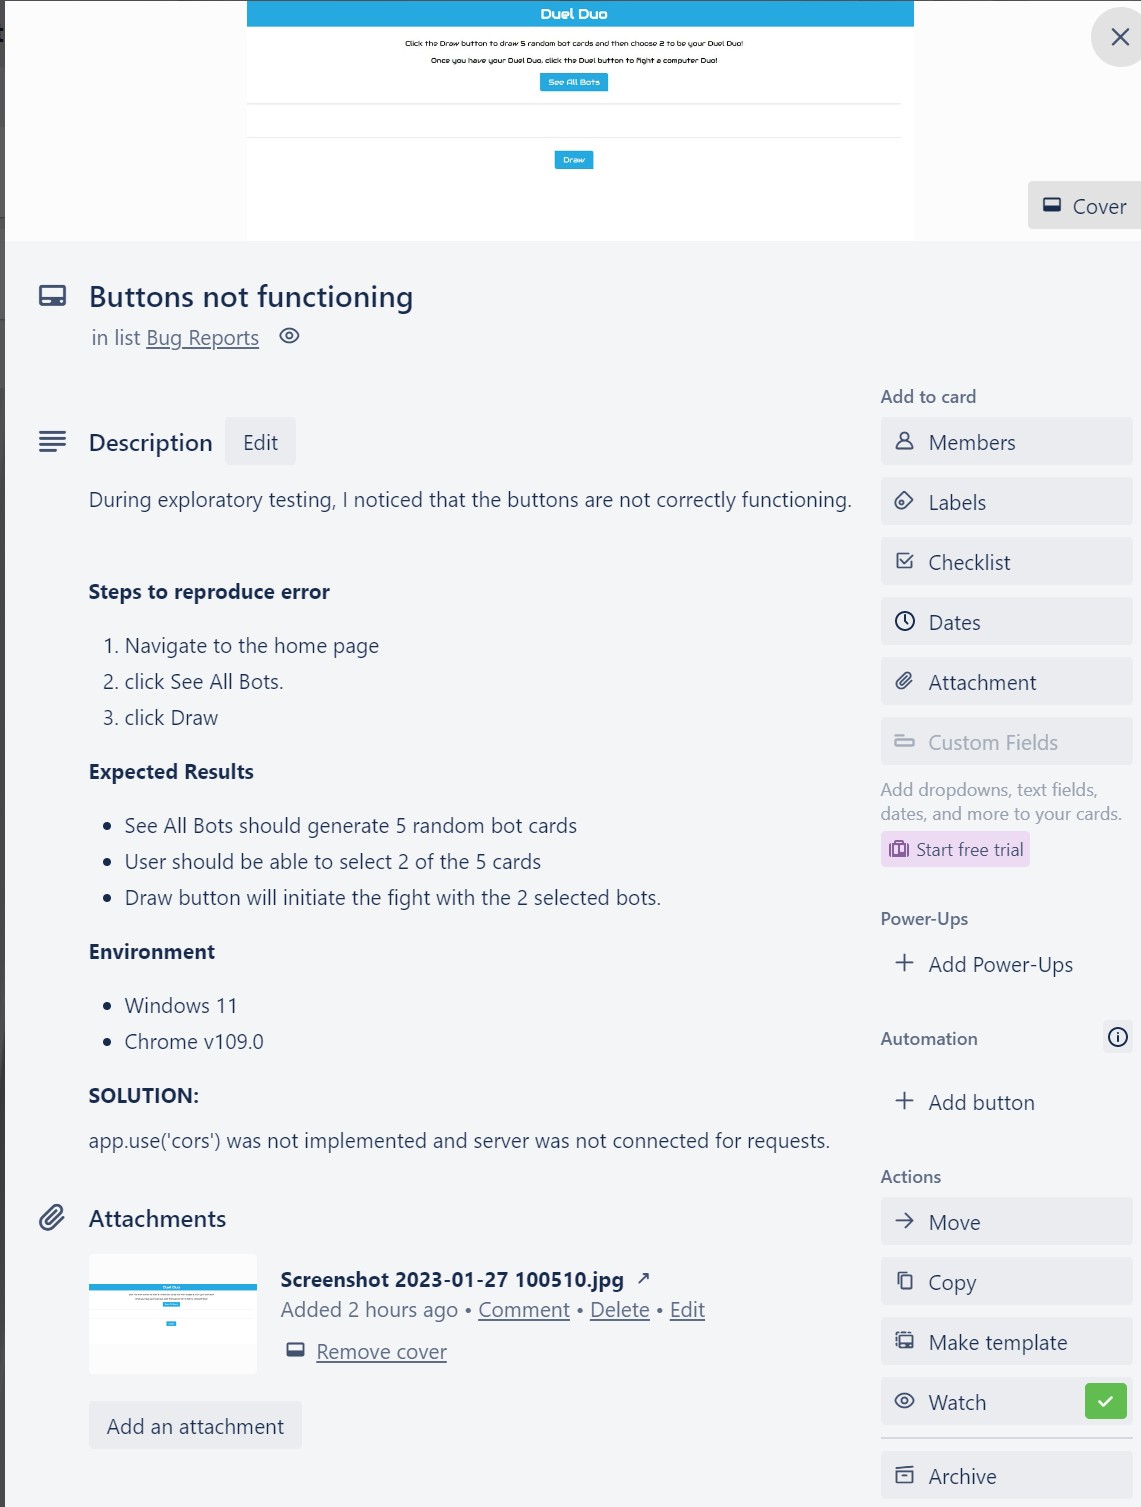 Duel Duo
Click the Draw button to draw 5 random bot cards and then choose 2 to be your Duel Duo!
Once you have your Duel Duo, click the Duel button to fight a computer Duo!
See All Bots
Draw
Cover
Buttons not functioning
in list Bug Reports
Description Edit
During exploratory testing, I noticed that the buttons are not correctly functioning.
Steps to reproduce error
1. Navigate to the home page
2. click See All Bots.
3. click Draw
Expected Results
• See All Bots should generate 5 random bot cards
• User should be able to select 2 of the 5 cards
• Draw button will initiate the fight with the 2 selected bots.
Environment
• Windows 11
• Chrome v109.0
SOLUTION:
app.use('cors') was not implemented and server was not connected for requests.
Attachments
Screenshot 2023-01-27 100510.jpg ↗
Added 2 hours ago • Comment • Delete • Edit
Remove cover
Add an attachment
Add to card
Members
Labels
Checklist
Dates
Attachment
Custom Fields
Add dropdowns, text fields,
dates, and more to your cards.
Start free trial
Power-Ups
+ Add Power-Ups
Automation
+ Add button
Actions
→ Move
Copy
Make template
Watch
Archive